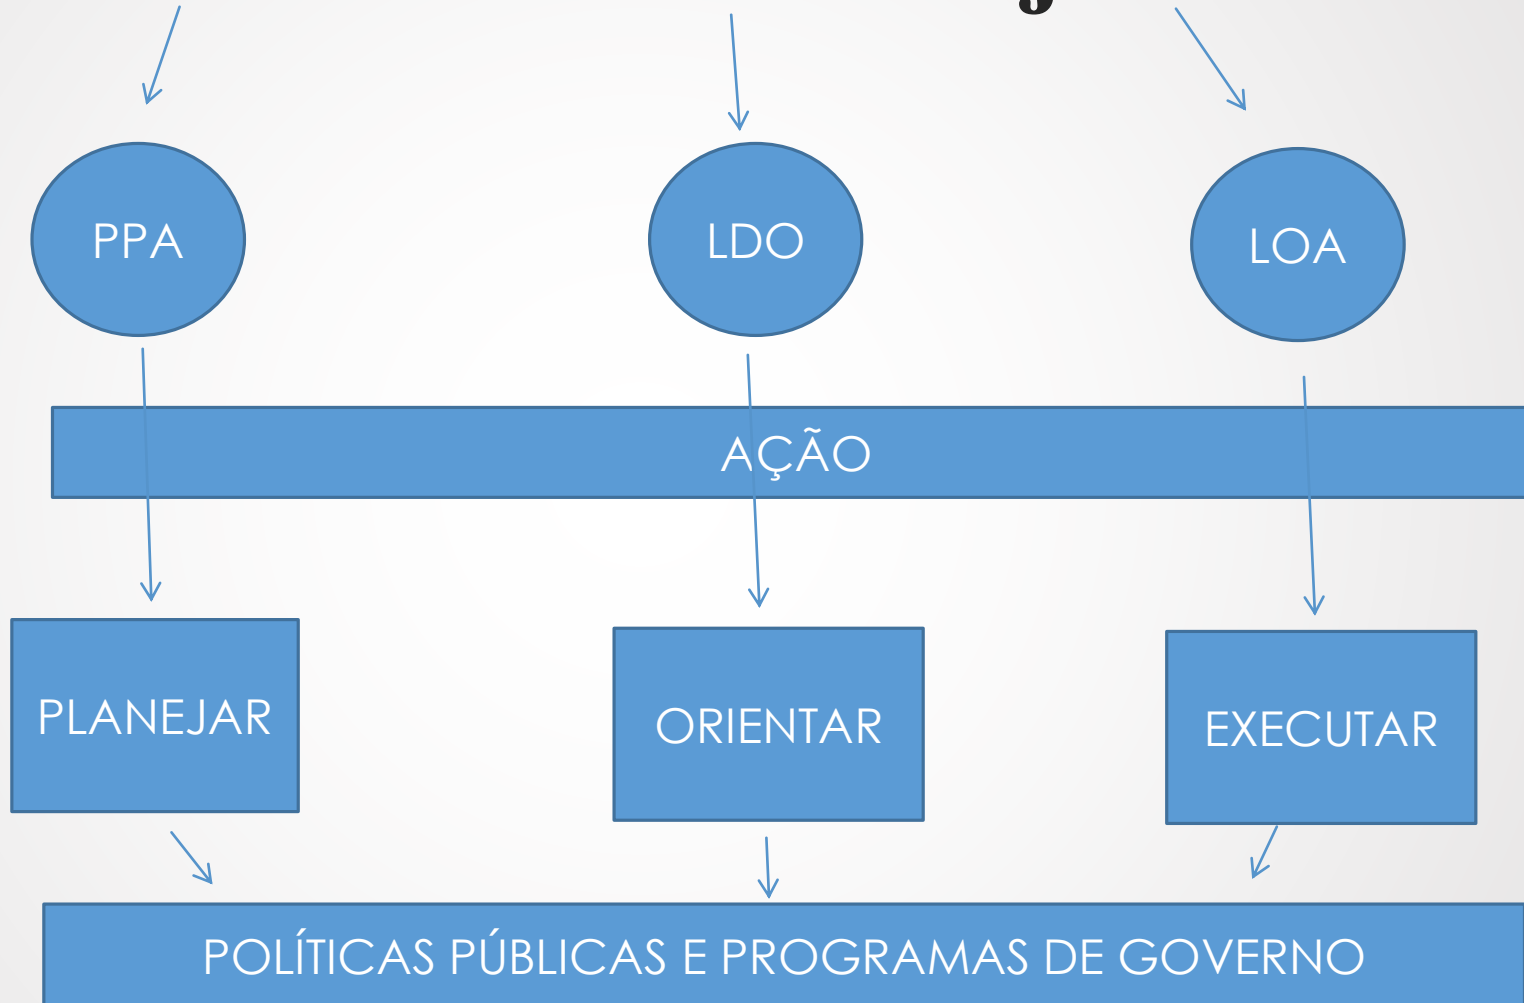 PPA
LDO
LOA
AÇÃO
PLANEJAR
ORIENTAR
EXECUTAR
POLÍTICAS PÚBLICAS E PROGRAMAS DE GOVERNO